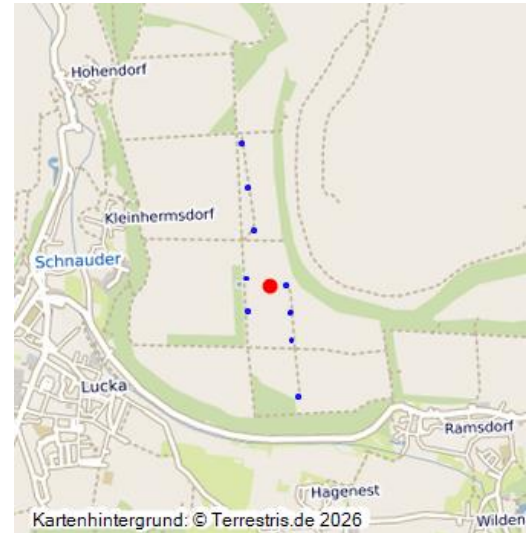 Hohendorf
Kleinhermsdorf
Schnauder
Lucka
Ramsdorf
Hagenest
Wilden
Kartenhintergrund: © Terrestris.de 2026